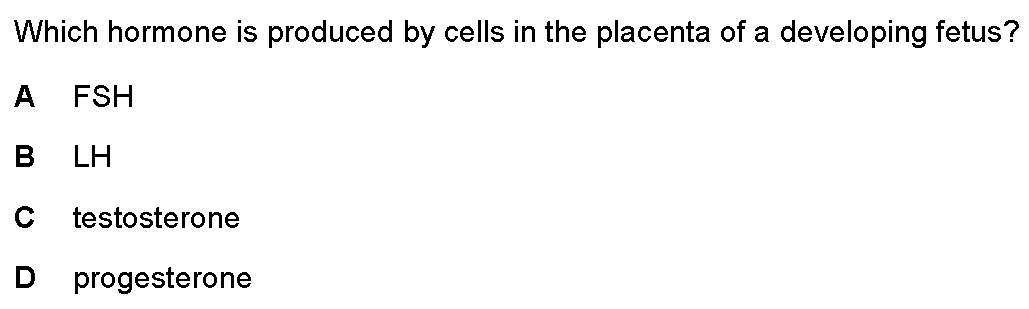 Which hormone is produced by cells in the placenta of a developing fetus?
A FSH
B LH
C testosterone
D progesterone